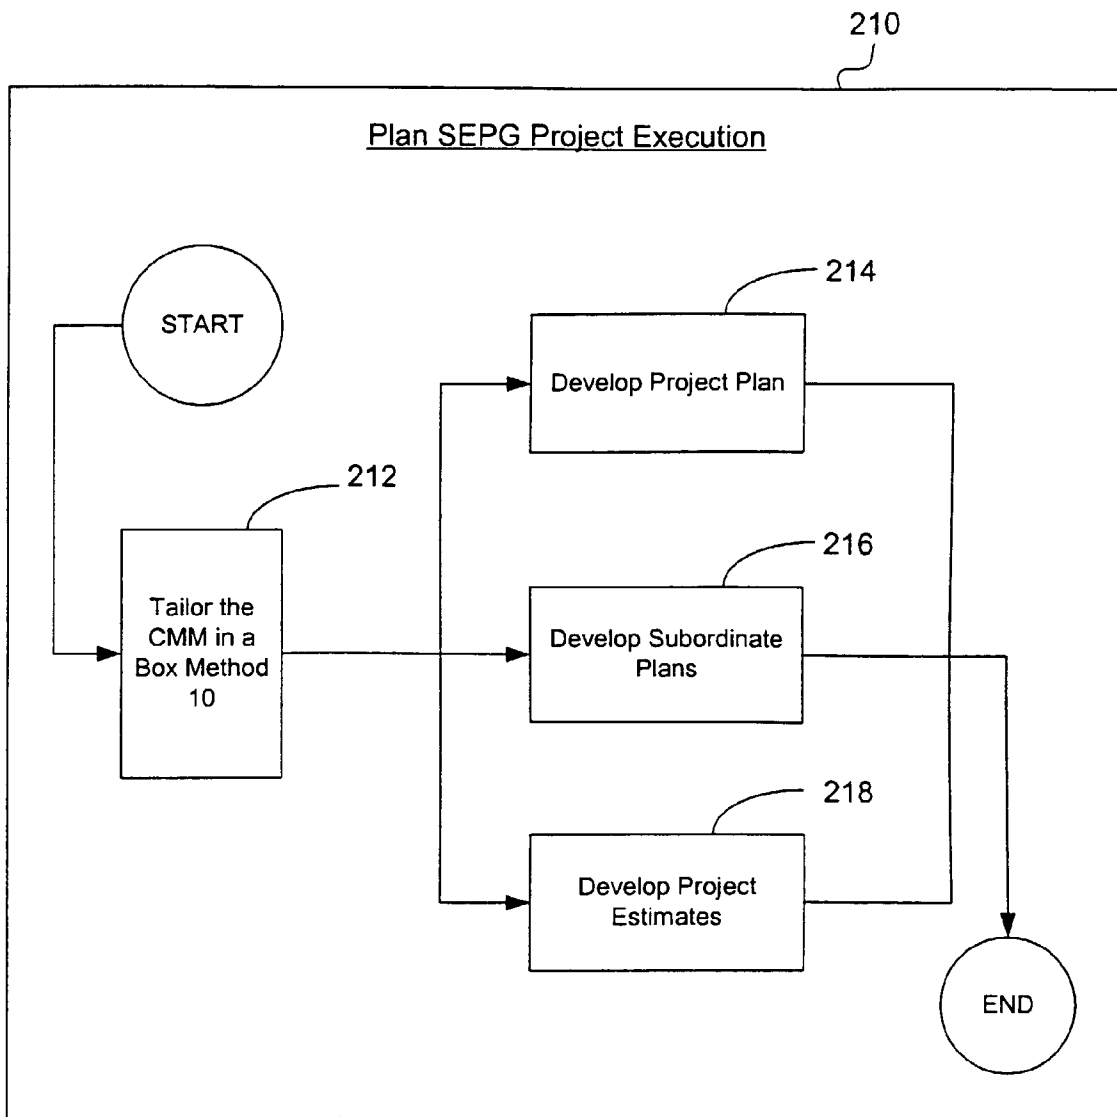 210
Plan SEPG Project Execution
START
214
Develop Project Plan
212
Tailor the
CMM in a
Box Method
10
216
Develop Subordinate
Plans
218
Develop Project
Estimates
END